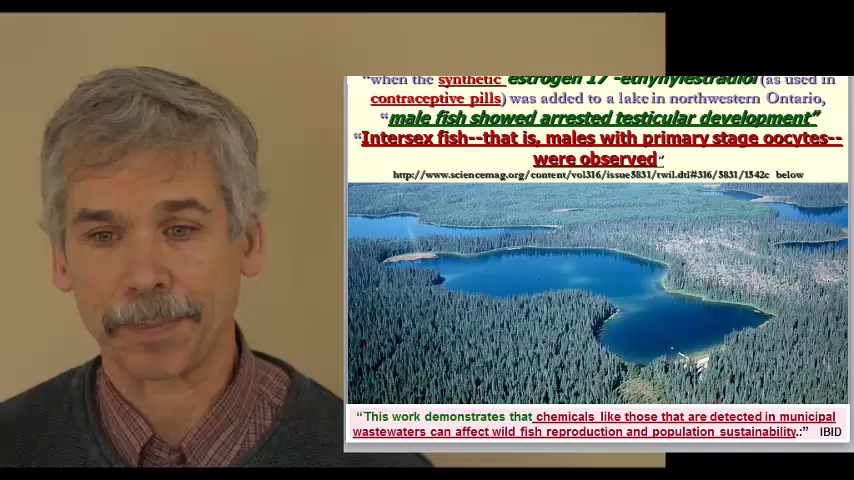 “when the synthetic estrogen 17 -ethynylestradiol (as used in
contraceptive pills) was added to a lake in northwestern Ontario,
“male fish showed arrested testicular development”
“Intersex fish--that is, males with primary stage oocytes--
were observed”
http://www.sciencemag.org/content/vol316/issue5831/twil.dtl#316/5831/1542c below
“This work demonstrates that chemicals like those that are detected in municipal
wastewaters can affect wild fish reproduction and population sustainability.:” IBID